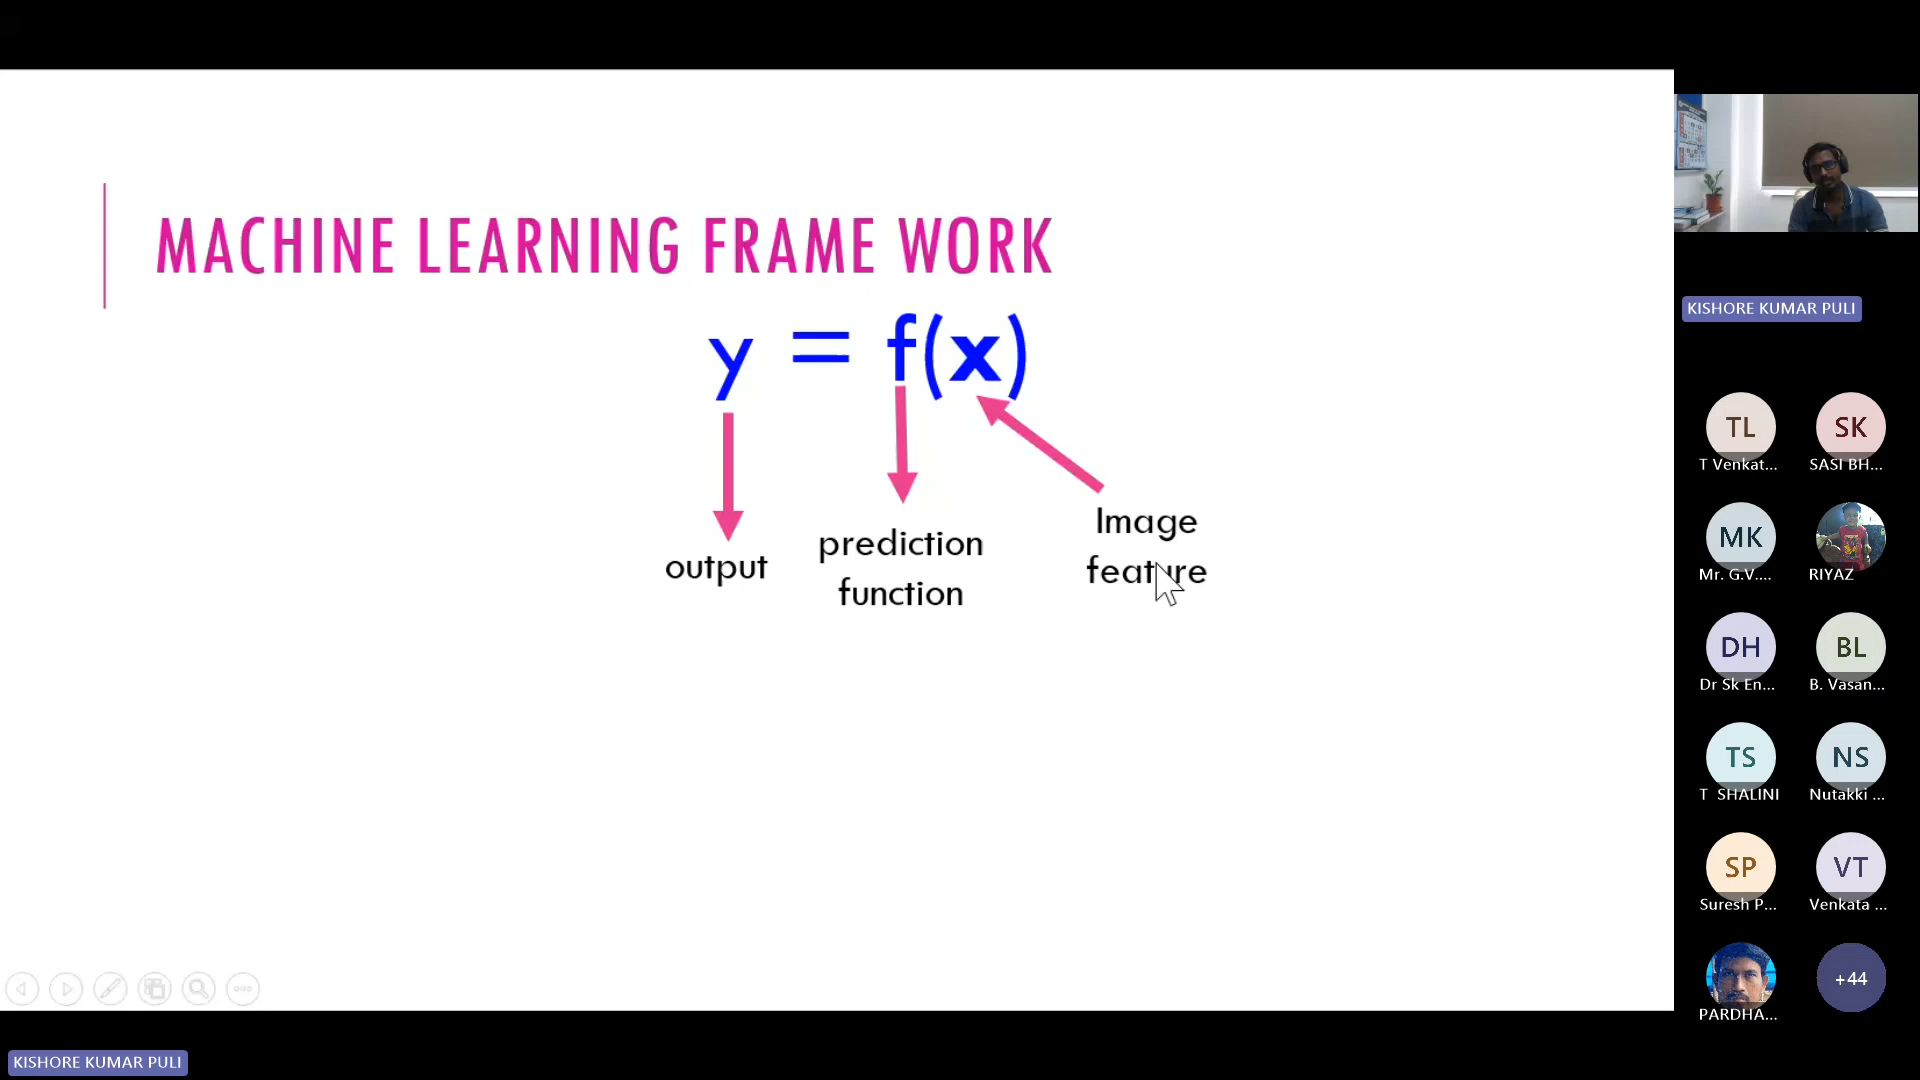 MACHINE LEARNING FRAME WORK
y = f(x)
output
prediction
function
Image
feature
KISHORE KUMAR PULI
TL
T Venkat...
SK
SASI BH...
MK
Mr. G.V....
RIYAZ
DH
Dr Sk En...
BL
B. Vasan...
TS
T SHALINI
NS
Nutakki ...
SP
Suresh P...
VT
Venkata ...
PARDHA...
+44
KISHORE KUMAR PULI